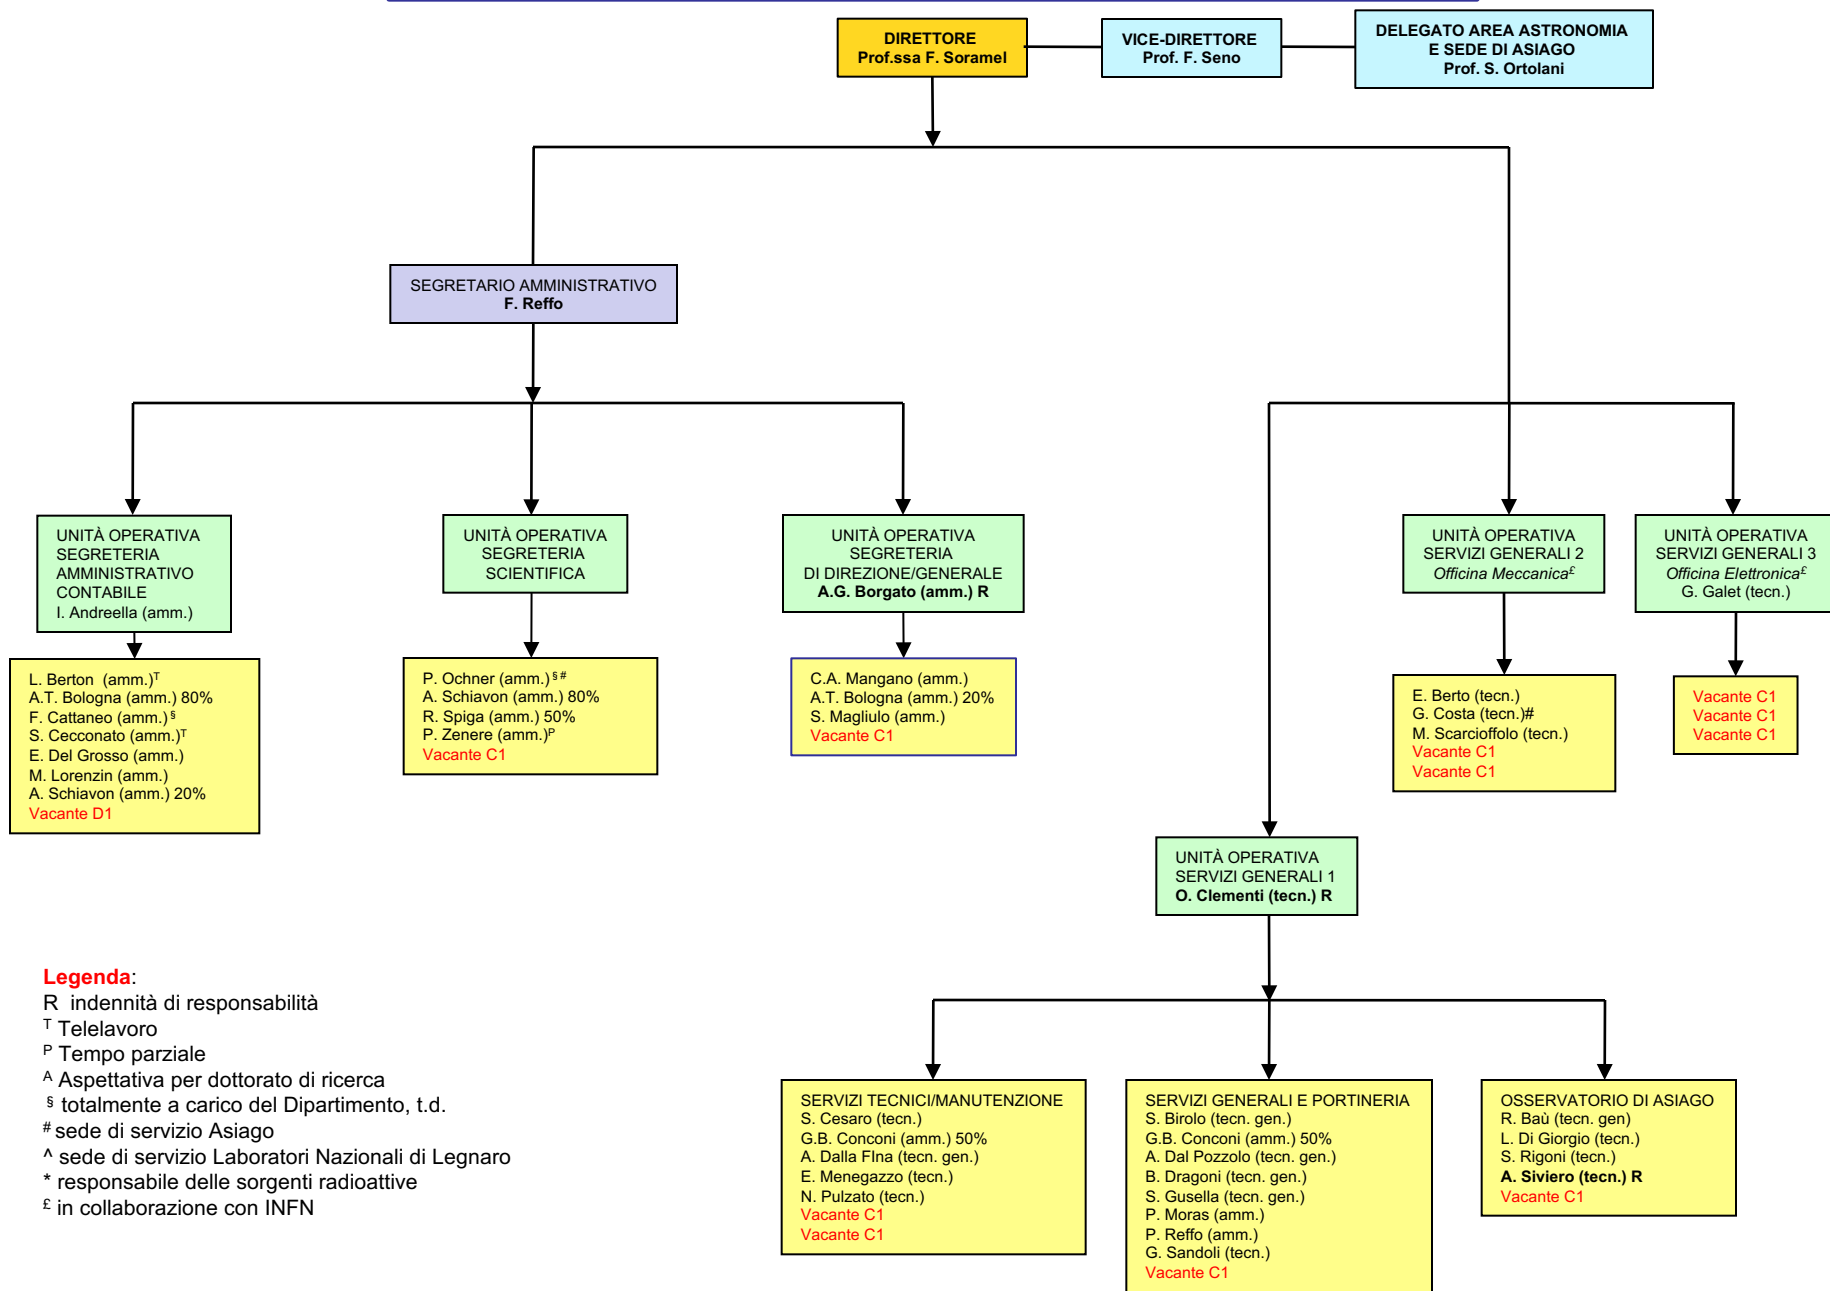 DIRETTORE
Prof.ssa F. Soramel
VICE-DIRETTORE
Prof. F. Seno
DELEGATO AREA ASTRONOMIA
E SEDE DI ASIAGO
Prof. S. Ortolani
SEGRETARIO AMMINISTRATIVO
F. Reffo
UNITÀ OPERATIVA
SEGRETERIA
AMMINISTRATIVO
CONTABILE
I. Andreella (amm.)
UNITÀ OPERATIVA
SEGRETERIA
SCIENTIFICA
UNITÀ OPERATIVA
SEGRETERIA
DI DIREZIONE/GENERALE
A.G. Borgato (amm.) R
UNITÀ OPERATIVA
SERVIZI GENERALI 2
Officina Meccanica£
UNITÀ OPERATIVA
SERVIZI GENERALI 3
Officina Elettronica£
G. Galet (tecn.)
L. Berton (amm.)T
A.T. Bologna (amm.) 80%
F. Cattaneo (amm.)§
S. Cecconato (amm.)T
E. Del Grosso (amm.)
M. Lorenzin (amm.)
A. Schiavon (amm.) 20%
Vacante D1
P. Ochner (amm.)§#
A. Schiavon (amm.) 80%
R. Spiga (amm.) 50%
P. Zenere (amm.)P
Vacante C1
C.A. Mangano (amm.)
A.T. Bologna (amm.) 20%
S. Magliulo (amm.)
Vacante C1
E. Berto (tecn.)
G. Costa (tecn.)#
M. Scarcioffolo (tecn.)
Vacante C1
Vacante C1
Vacante C1
Vacante C1
Vacante C1
UNITÀ OPERATIVA
SERVIZI GENERALI 1
O. Clementi (tecn.) R
Legenda:
R indennità di responsabilità
T Telelavoro
P Tempo parziale
A Aspettativa per dottorato di ricerca
§ totalmente a carico del Dipartimento, t.d.
# sede di servizio Asiago
^ sede di servizio Laboratori Nazionali di Legnaro
* responsabile delle sorgenti radioattive
£ in collaborazione con INFN
SERVIZI TECNICI/MANUTENZIONE
S. Cesaro (tecn.)
G.B. Conconi (amm.) 50%
A. Dalla FIna (tecn. gen.)
E. Menegazzo (tecn.)
N. Pulzato (tecn.)
Vacante C1
Vacante C1
SERVIZI GENERALI E PORTINERIA
S. Birolo (tecn. gen.)
G.B. Conconi (amm.) 50%
A. Dal Pozzolo (tecn. gen.)
B. Dragoni (tecn. gen.)
S. Gusella (tecn. gen.)
P. Moras (amm.)
P. Reffo (amm.)
G. Sandoli (tecn.)
Vacante C1
OSSERVATORIO DI ASIAGO
R. Baù (tecn. gen)
L. Di Giorgio (tecn.)
S. Rigoni (tecn.)
A. Siviero (tecn.) R
Vacante C1